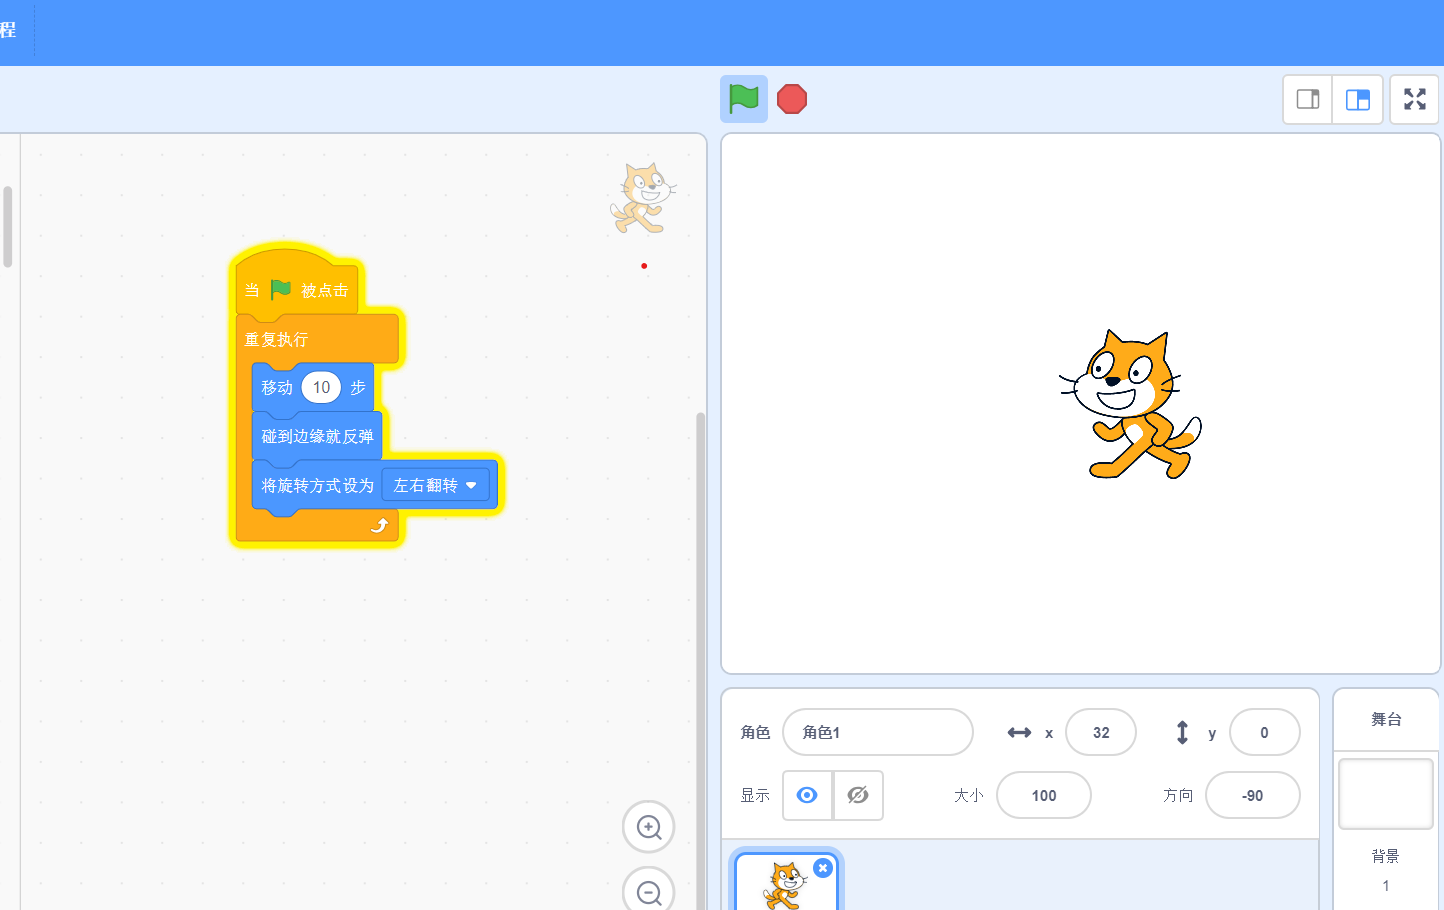 程
当 被点击
重复执行
移动 10 步
碰到边缘就反弹
将旋转方式设为 左右翻转
角色 角色1 x 32 y 0
显示 大小 100 方向 -90
舞台
背景
1